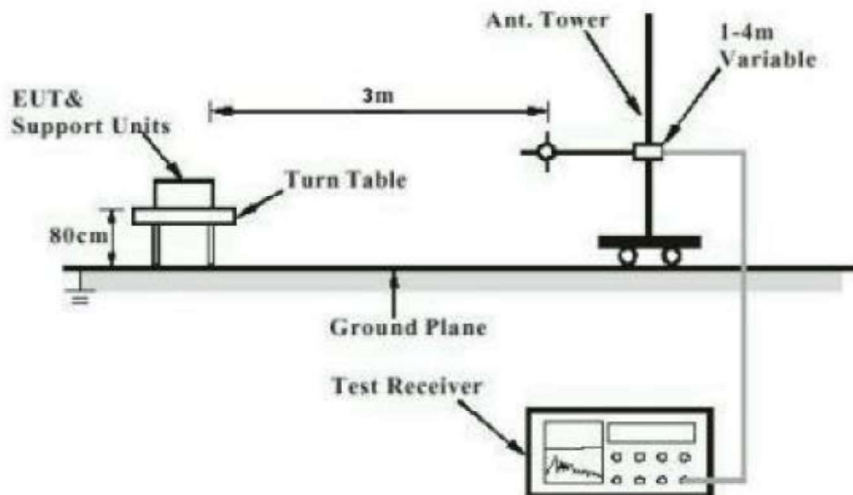 Ant. Tower
1-4m
Variable
EUT&
Support Units
3m
Turn Table
80cm
Ground Plane
Test Receiver